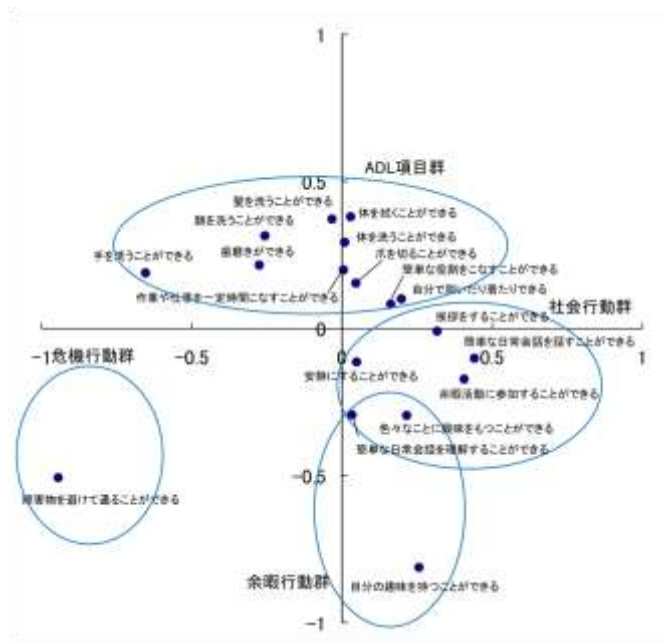 1
ADL項目群
0.5
髪を洗うことができる
体を拭くことができる
顔を洗うことができる
体を洗うことができる
手を洗うことができる
歯磨きができる
爪を切ることができる
簡単な役割をこなすことができる
作業や仕事を一定時間になすことができる
自分で脱いだり着たりできる
社会行動群
挨拶をすることができる
0
簡単な日常会話を話すことができる
-1
危機行動群
-0.5
0
0.5
1
安静にすることができる
余暇活動に参加することができる
色々なことに興味をもつことができる
簡単な日常会話を理解することができる
-0.5
障害物を避けて通ることができる
余暇行動群
自分の趣味を持つことができる
-1